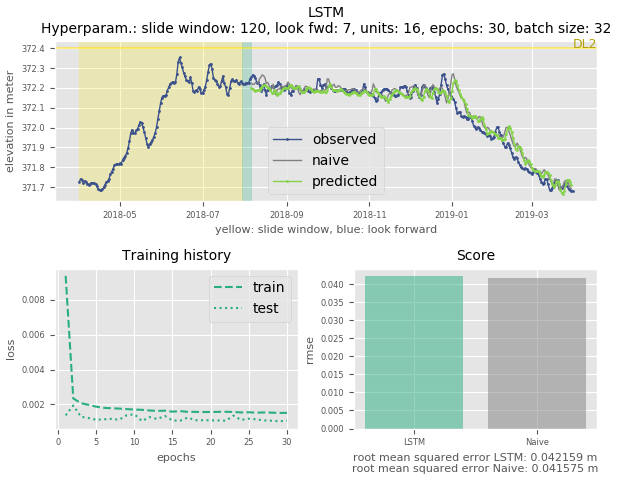 LSTM
Hyperparam.: slide window: 120, look fwd: 7, units: 16, epochs: 30, batch size: 32
DL2
372.4
372.3
372.2
372.1
372.0
371.9
371.8
371.7
elevation in meter
observed
naive
predicted
2018-05 2018-07 2018-09 2018-11 2019-01 2019-03
yellow: slide window, blue: look forward
Training history
0.008
0.006
0.004
0.002
loss
train
test
0 5 10 15 20 25 30
epochs
Score
0.040
0.035
0.030
0.025
0.020
0.015
0.010
0.005
0.000
rmse
LSTM Naive
root mean squared error LSTM: 0.042159 m
root mean squared error Naive: 0.041575 m